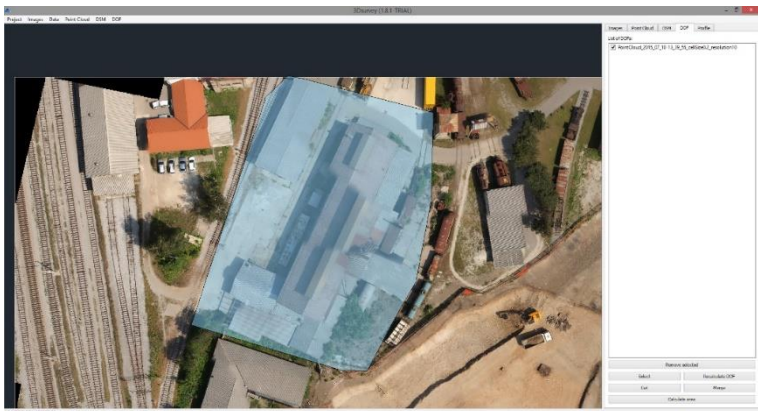 3Dsurvey (1.4.1 TRIAL)
Project Images Data Point Cloud DSM DOF
Images Point Cloud DSM DOF Profile
List of DOFs:
Remove selected
Select Recalculate DOF
Cut Merge
Calculate area